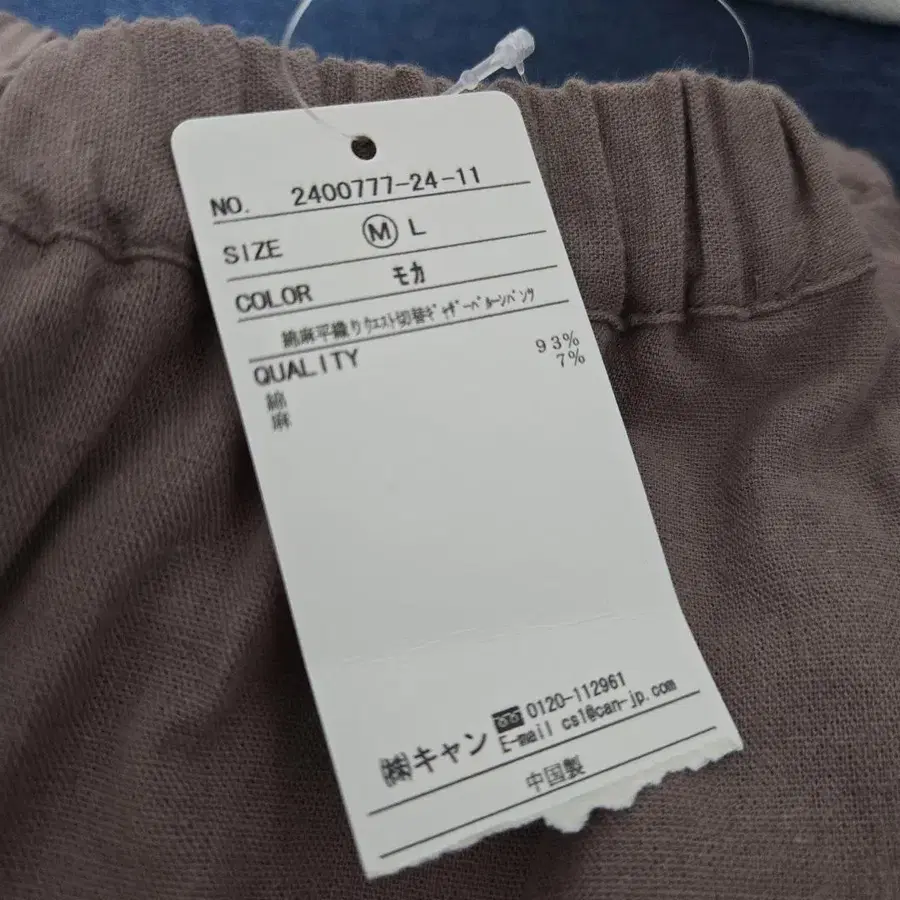 NO. 2400777-24-11
SIZE Ⓜ L
COLOR モカ
綿麻平織りウエスト切替ギャザーバルーンパンツ
QUALITY
綿 93%
麻 7%
㈱キャン 0120-112961
E-mail cs1@can-jp.com
中国製